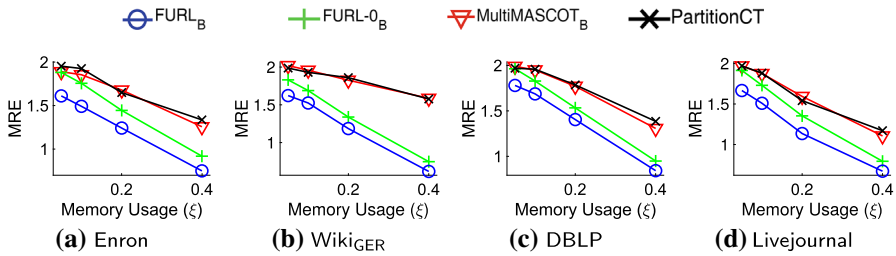 FURL_B FURL-0_B MultiMASCOT_B PartitionCT
MRE 2 1.5 1 0.2 0.4 Memory Usage (ξ)
MRE 2 1.5 1 0.2 0.4 Memory Usage (ξ)
MRE 2 1.5 1 0.2 0.4 Memory Usage (ξ)
MRE 2 1.5 1 0.2 0.4 Memory Usage (ξ)
(a) Enron (b) Wiki_GER (c) DBLP (d) Livejournal